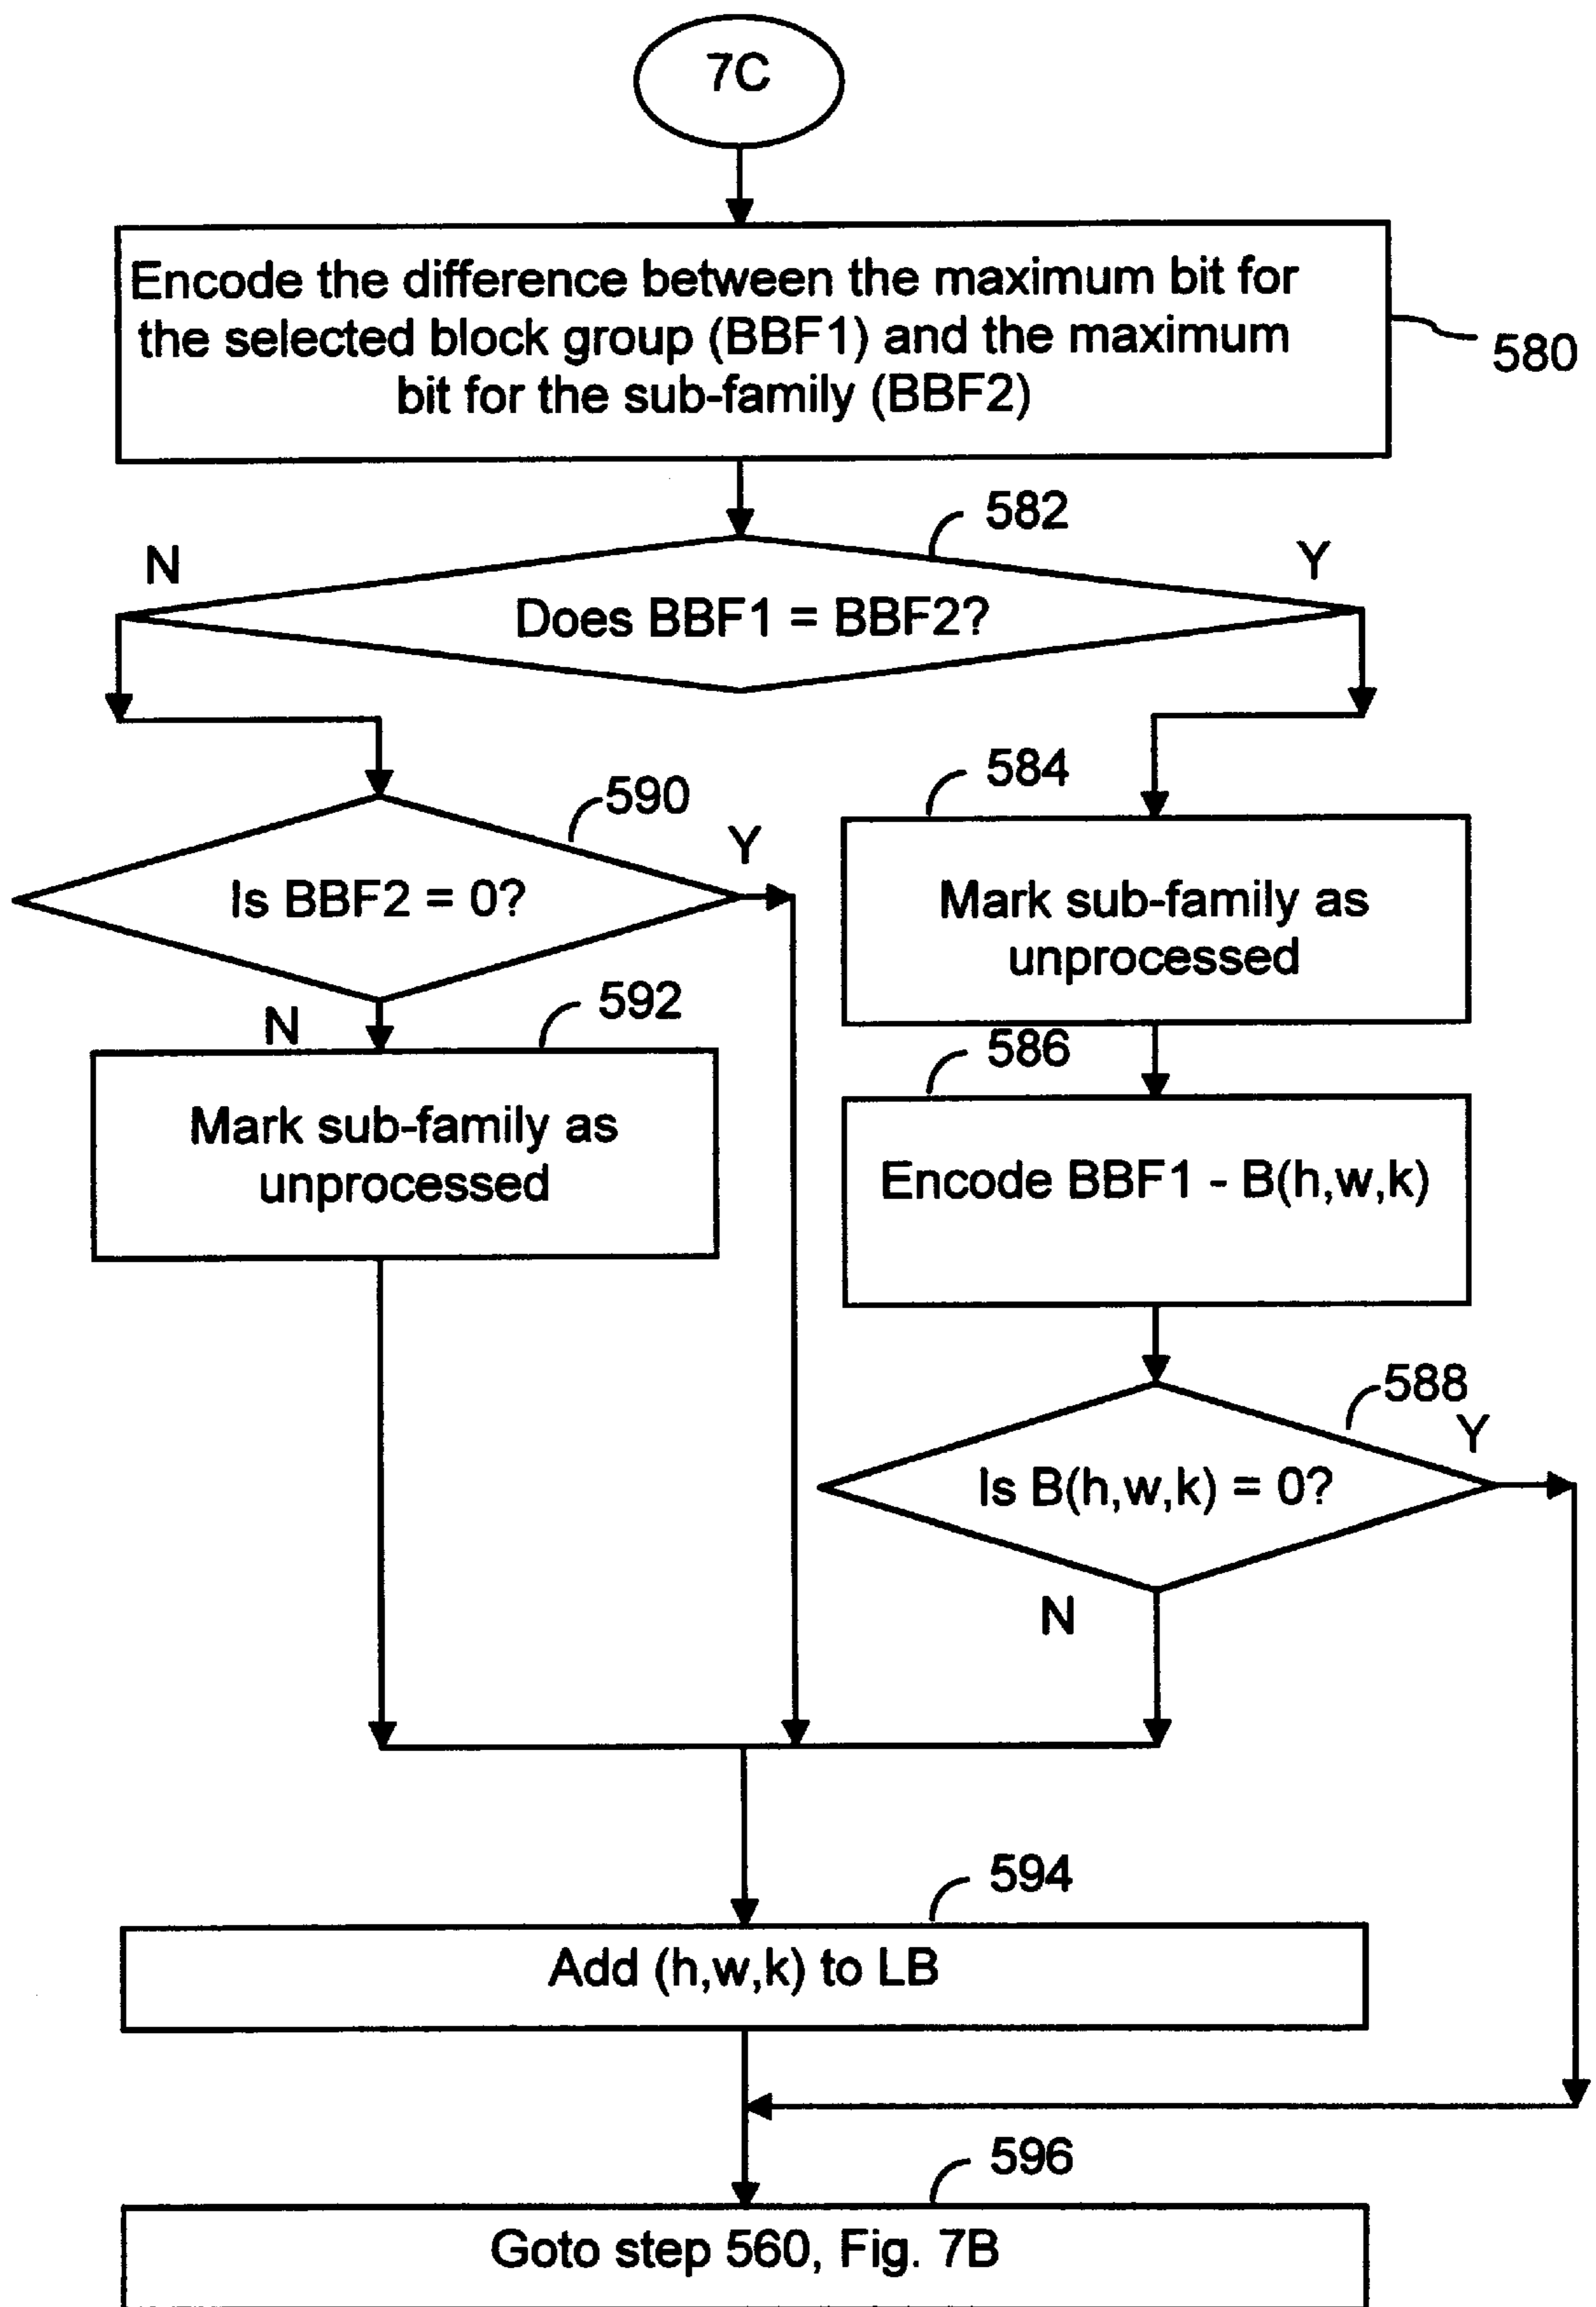 7C
Encode the difference between the maximum bit for
the selected block group (BBF1) and the maximum
bit for the sub-family (BBF2)
580
582
N
Y
Does BBF1 = BBF2?
584
590
Y
Is BBF2 = 0?
Mark sub-family as
unprocessed
592
N
586
Mark sub-family as
unprocessed
Encode BBF1 - B(h,w,k)
588
Y
Is B(h,w,k) = 0?
N
594
Add (h,w,k) to LB
596
Goto step 560, Fig. 7B